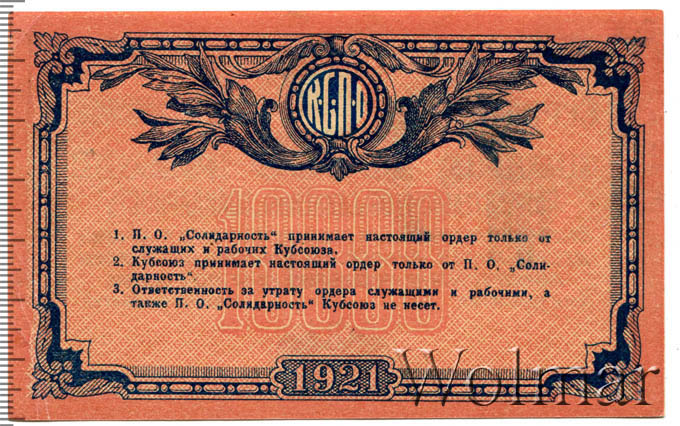 К·С·П·О
10000
1. П. О. „Солидарность“ принимает настоящий ордер только от
служащих и рабочих Кубсоюза.
2. Кубсоюз принимает настоящий ордер только от П. О. „Соли-
дарность“.
3. Ответственность за утрату ордера служащими и рабочими, а
также П. О. „Солидарность“ Кубсоюз не несет.
1921
Wolmar